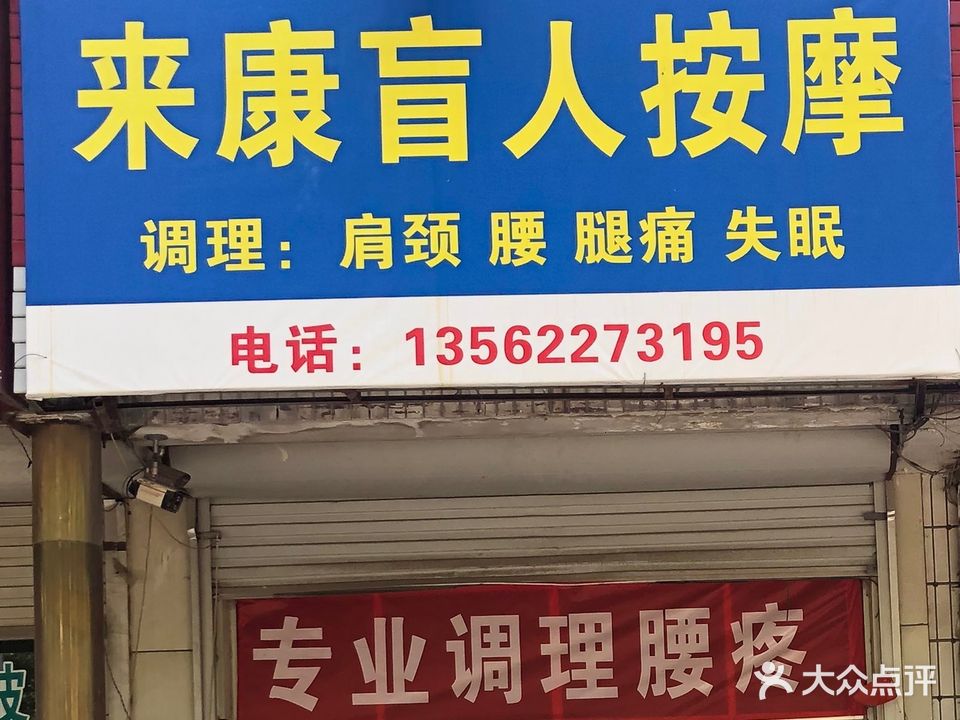 来康盲人按摩
调理：肩颈 腰 腿痛 失眠
电话：13562273195
专业调理腰疼
大众点评